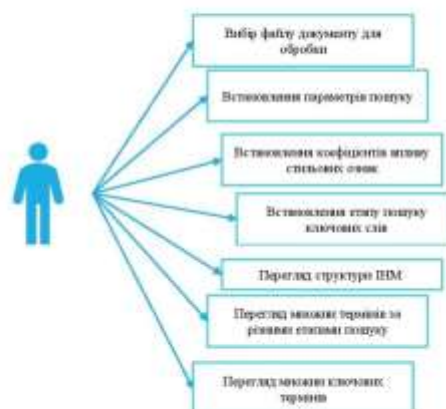 Вибір файлу документу для
обробки
Встановлення параметрів пошуку
Встановлення коефіцієнтів впливу
стильових ознак
Встановлення етапу пошуку
ключових слів
Перегляд структури ІНМ
Перегляд множин термінів за
різними етапами пошуку
Перегляд множин ключових
термінів